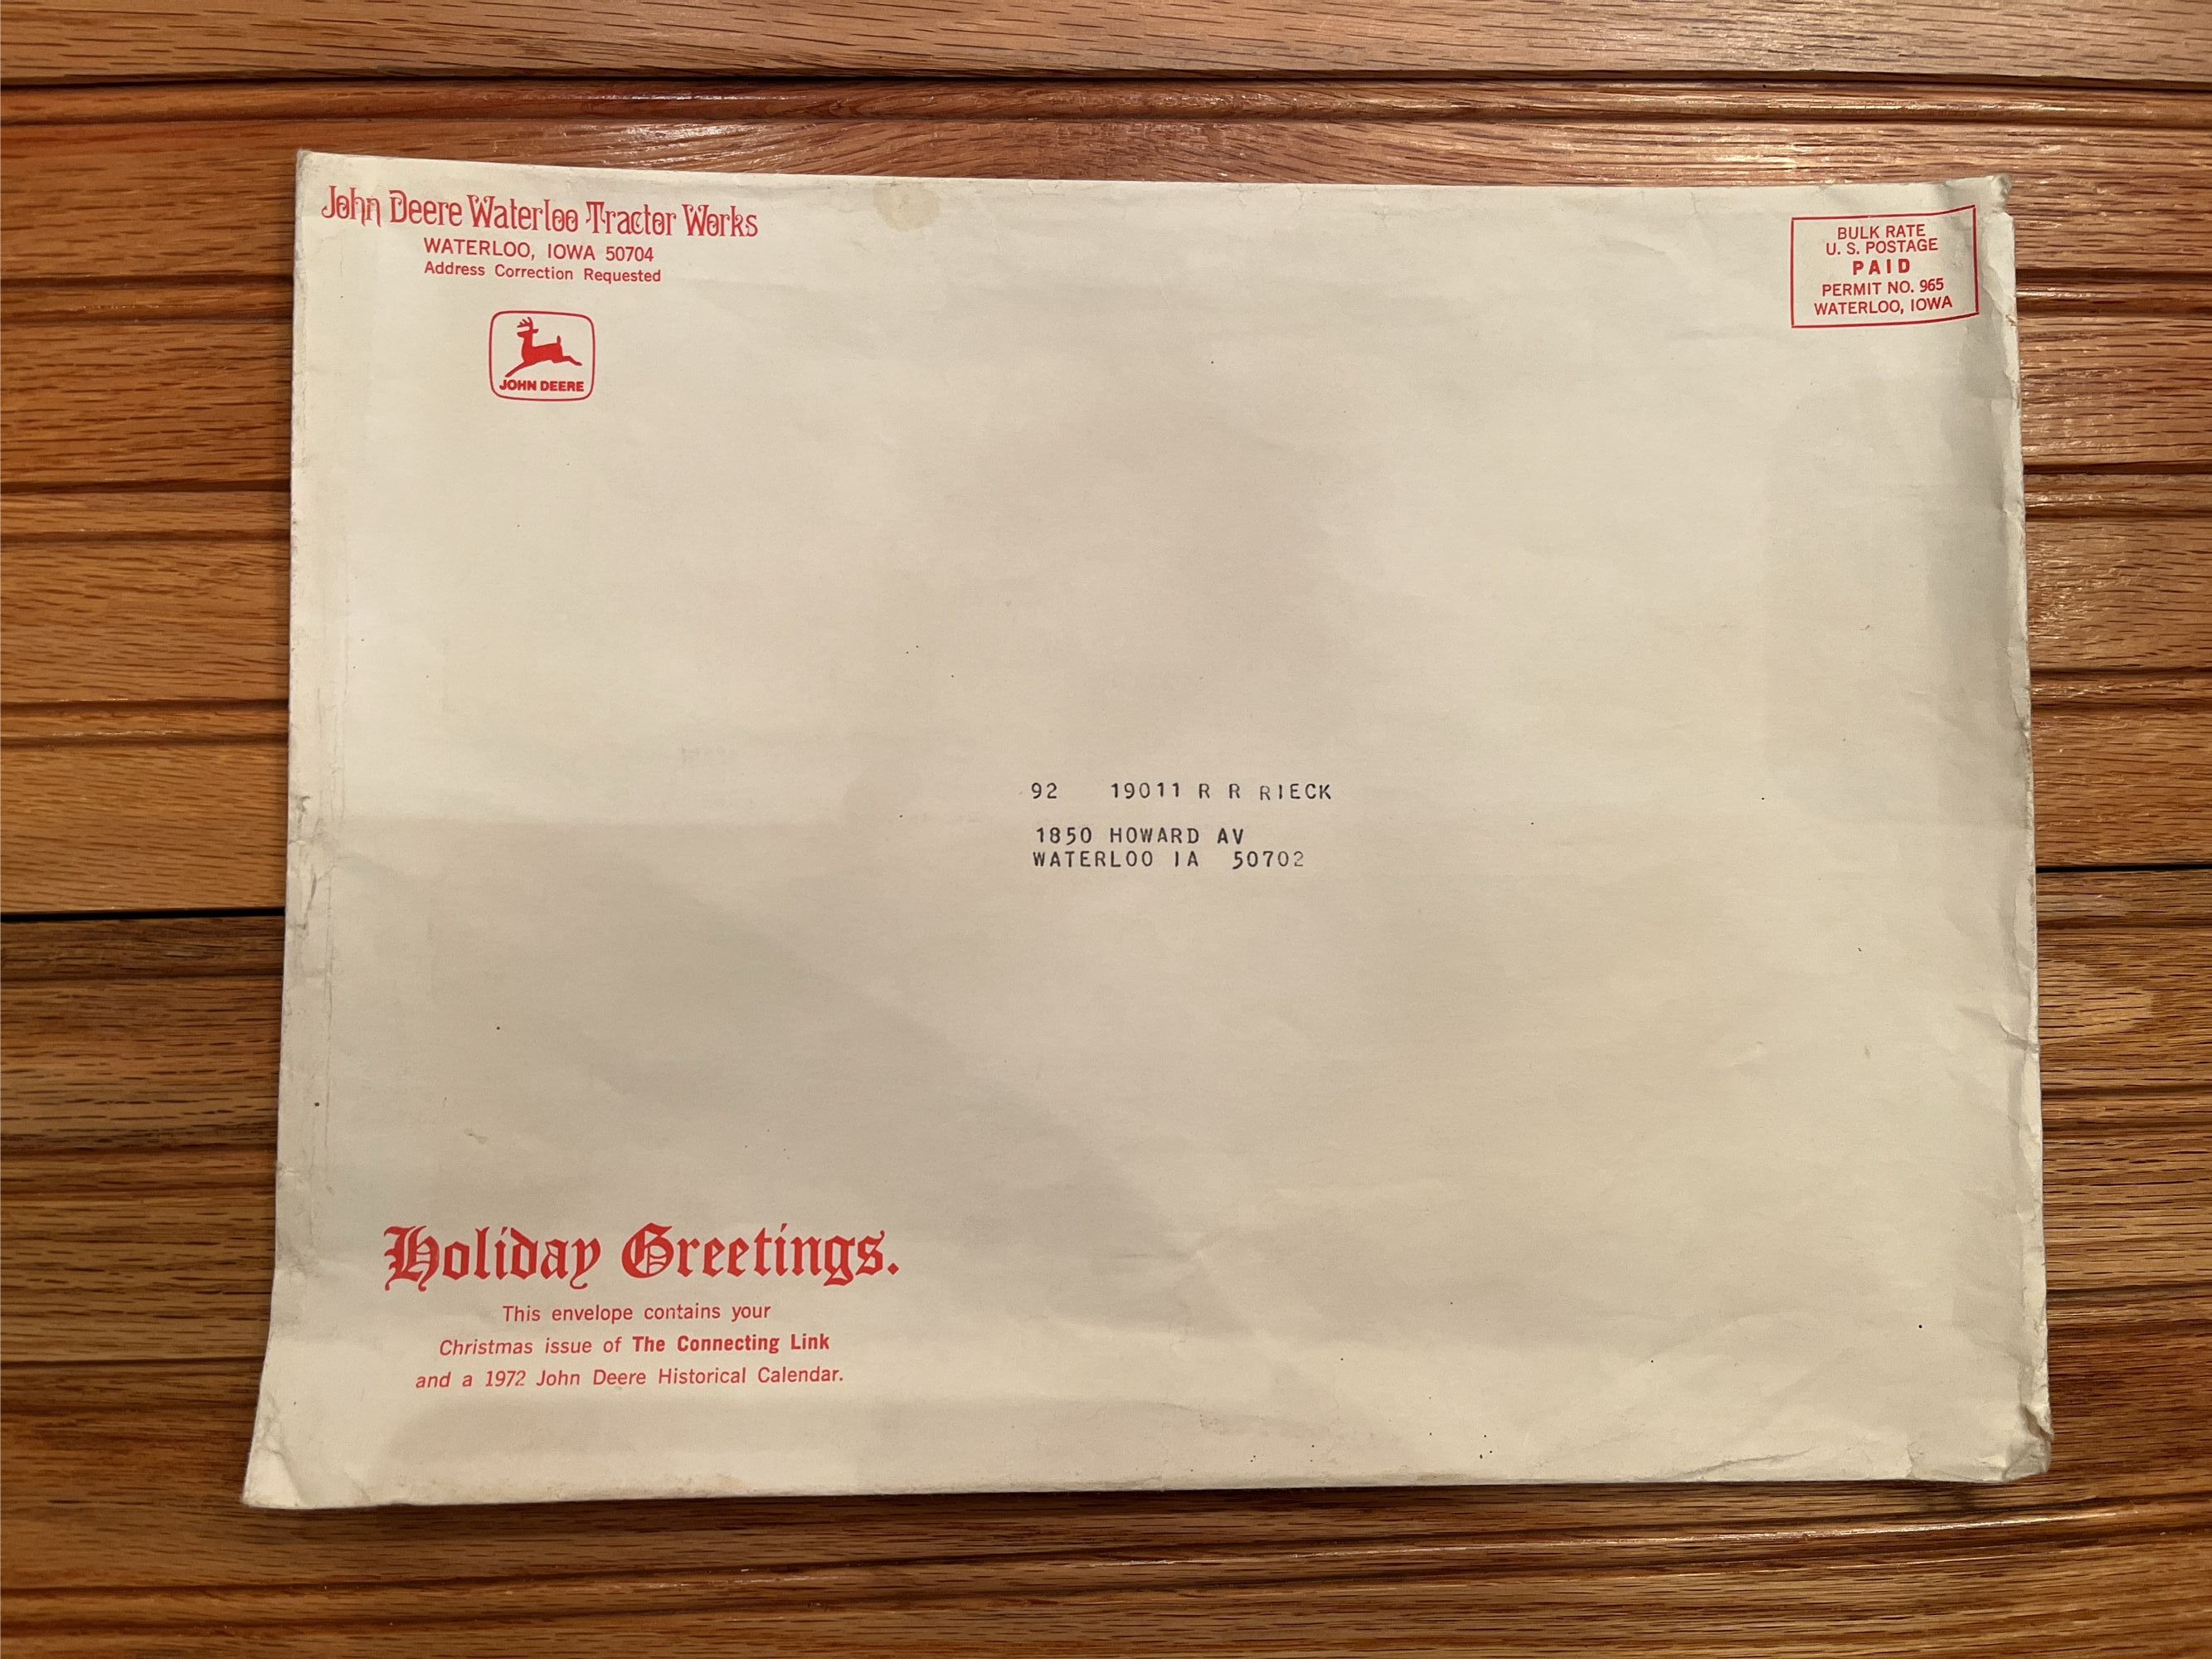 John Deere Waterloo Tractor Works
WATERLOO, IOWA 50704
Address Correction Requested
JOHN DEERE
BULK RATE
U. S. POSTAGE
PAID
PERMIT NO. 965
WATERLOO, IOWA
92 19011 R R RIECK
1850 HOWARD AV
WATERLOO IA 50702
Holiday Greetings.
This envelope contains your
Christmas issue of The Connecting Link
and a 1972 John Deere Historical Calendar.